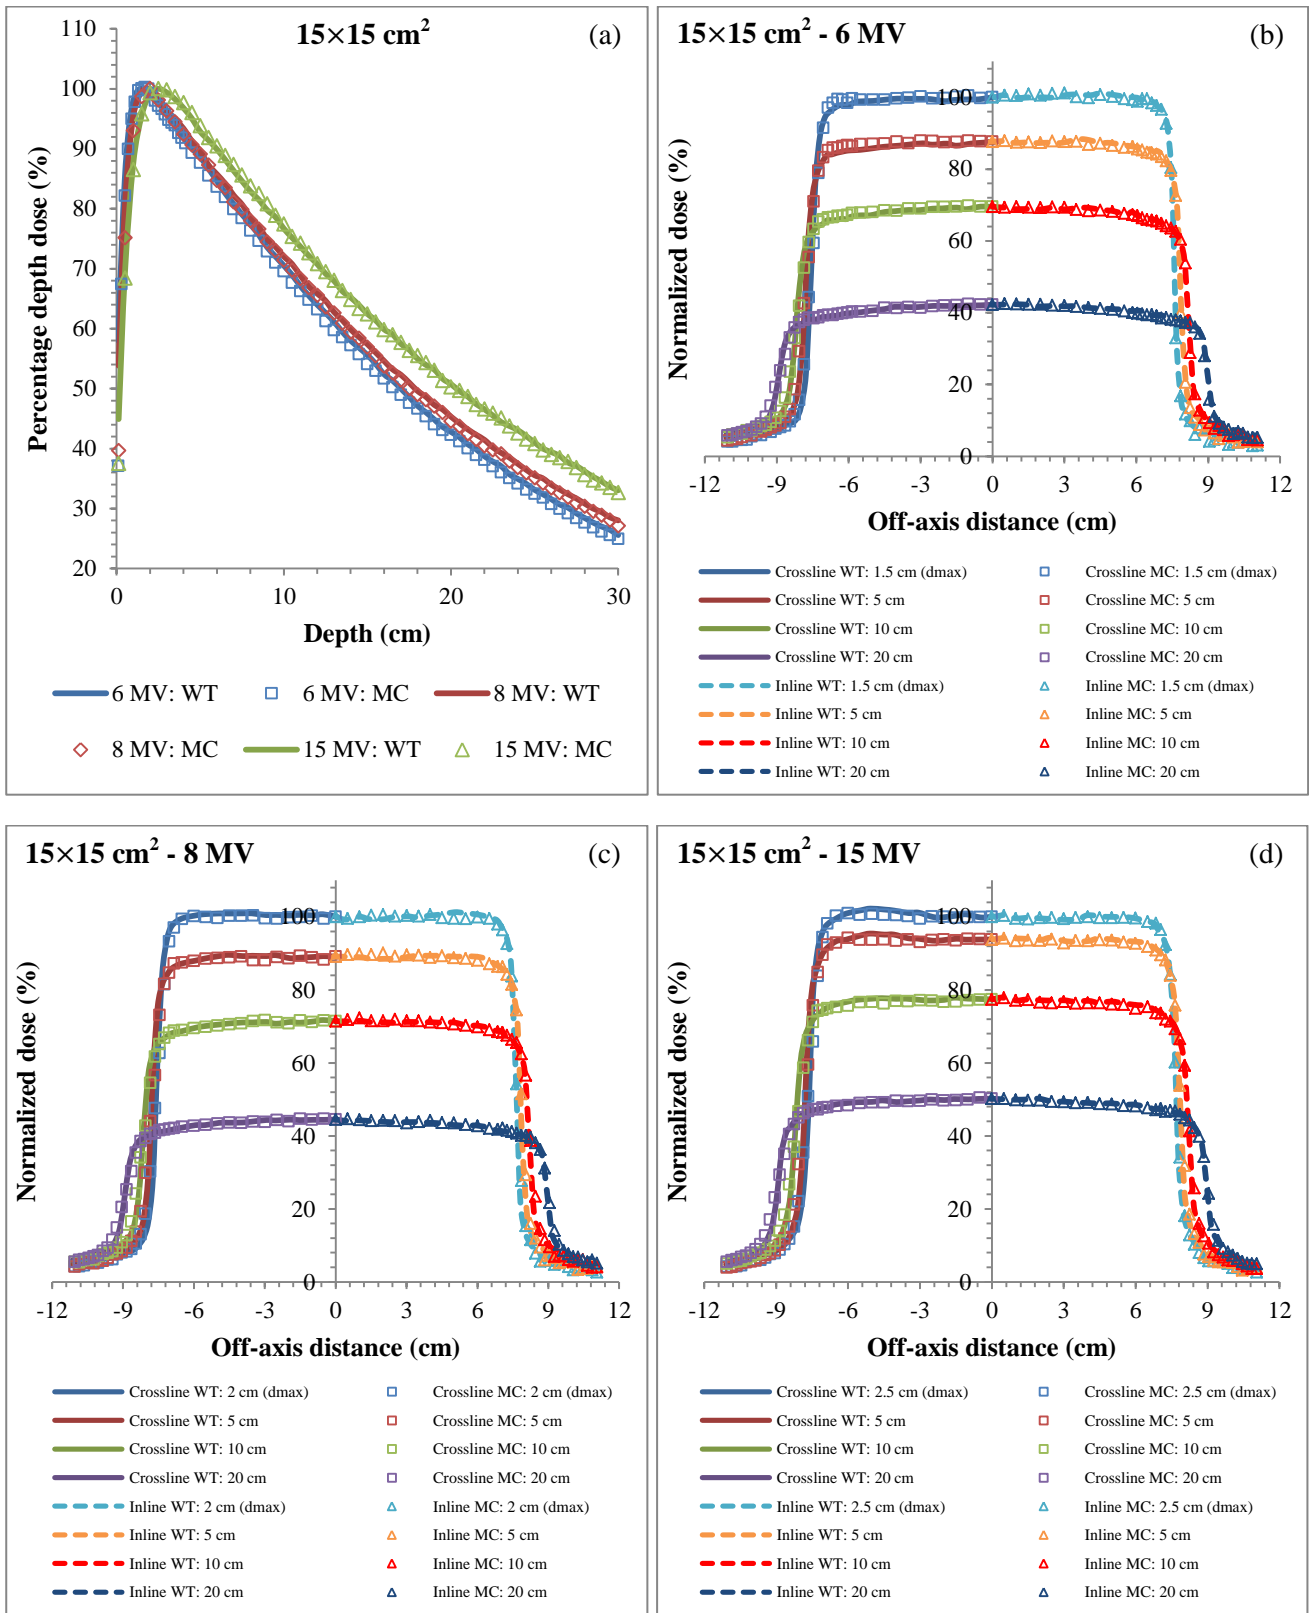 15×15 cm²
(a)
110
100
90
80
70
60
50
40
30
20
Percentage depth dose (%)
0
10
20
30
Depth (cm)
6 MV: WT
6 MV: MC
8 MV: WT
8 MV: MC
15 MV: WT
15 MV: MC
15×15 cm² - 6 MV
(b)
100
80
60
40
20
0
Normalized dose (%)
-12
-9
-6
-3
0
3
6
9
12
Off-axis distance (cm)
Crossline WT: 1.5 cm (dmax)
Crossline MC: 1.5 cm (dmax)
Crossline WT: 5 cm
Crossline MC: 5 cm
Crossline WT: 10 cm
Crossline MC: 10 cm
Crossline WT: 20 cm
Crossline MC: 20 cm
Inline WT: 1.5 cm (dmax)
Inline MC: 1.5 cm (dmax)
Inline WT: 5 cm
Inline MC: 5 cm
Inline WT: 10 cm
Inline MC: 10 cm
Inline WT: 20 cm
Inline MC: 20 cm
15×15 cm² - 8 MV
(c)
100
80
60
40
20
0
Normalized dose (%)
-12
-9
-6
-3
0
3
6
9
12
Off-axis distance (cm)
Crossline WT: 2 cm (dmax)
Crossline MC: 2 cm (dmax)
Crossline WT: 5 cm
Crossline MC: 5 cm
Crossline WT: 10 cm
Crossline MC: 10 cm
Crossline WT: 20 cm
Crossline MC: 20 cm
Inline WT: 2 cm (dmax)
Inline MC: 2 cm (dmax)
Inline WT: 5 cm
Inline MC: 5 cm
Inline WT: 10 cm
Inline MC: 10 cm
Inline WT: 20 cm
Inline MC: 20 cm
15×15 cm² - 15 MV
(d)
100
80
60
40
20
0
Normalized dose (%)
-12
-9
-6
-3
0
3
6
9
12
Off-axis distance (cm)
Crossline WT: 2.5 cm (dmax)
Crossline MC: 2.5 cm (dmax)
Crossline WT: 5 cm
Crossline MC: 5 cm
Crossline WT: 10 cm
Crossline MC: 10 cm
Crossline WT: 20 cm
Crossline MC: 20 cm
Inline WT: 2.5 cm (dmax)
Inline MC: 2.5 cm (dmax)
Inline WT: 5 cm
Inline MC: 5 cm
Inline WT: 10 cm
Inline MC: 10 cm
Inline WT: 20 cm
Inline MC: 20 cm